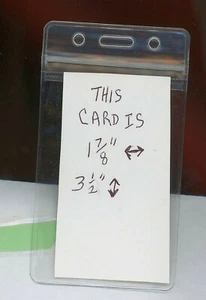 THIS
CARD IS
1 7/8" ↔
3 1/2" ↕